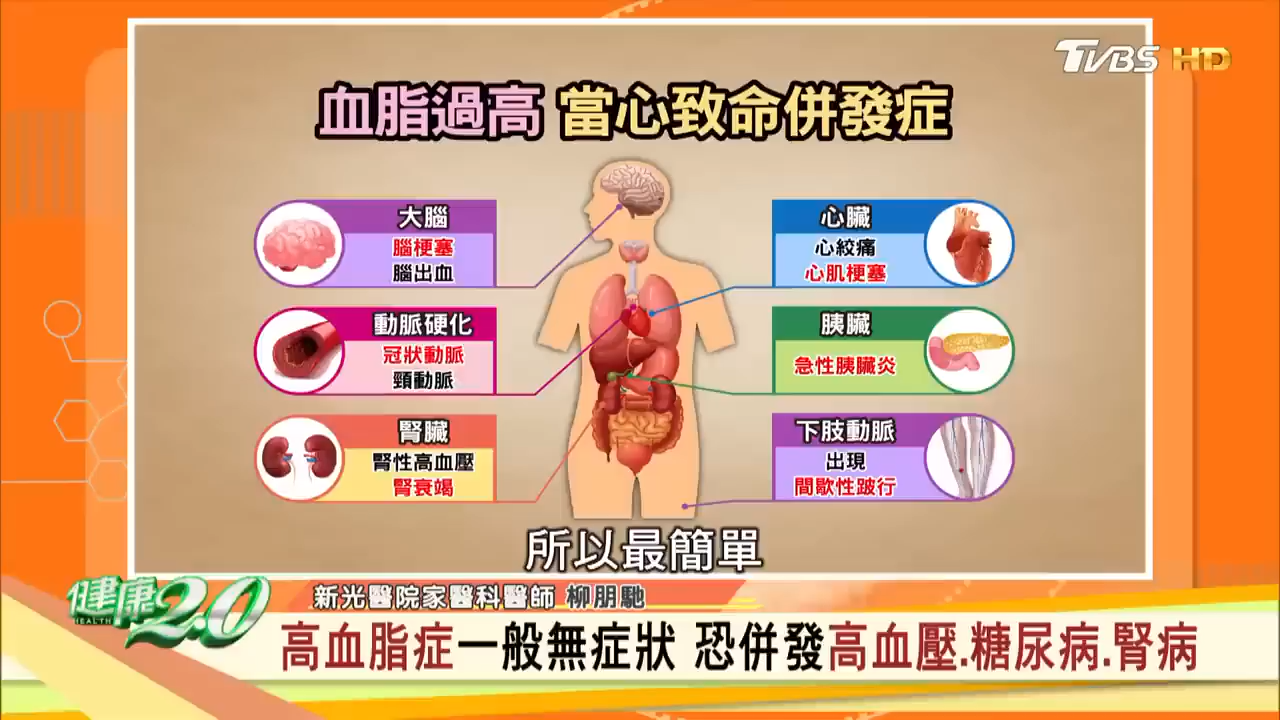 TVBS HD
血脂過高 當心致命併發症
大腦
腦梗塞
腦出血
動脈硬化
冠狀動脈
頸動脈
腎臟
腎性高血壓
腎衰竭
心臟
心絞痛
心肌梗塞
胰臟
急性胰臟炎
下肢動脈
出現
間歇性跛行
所以最簡單
健康2.0
HEALTH
新光醫院家醫科醫師 柳朋馳
高血脂症一般無症狀 恐併發高血壓.糖尿病.腎病